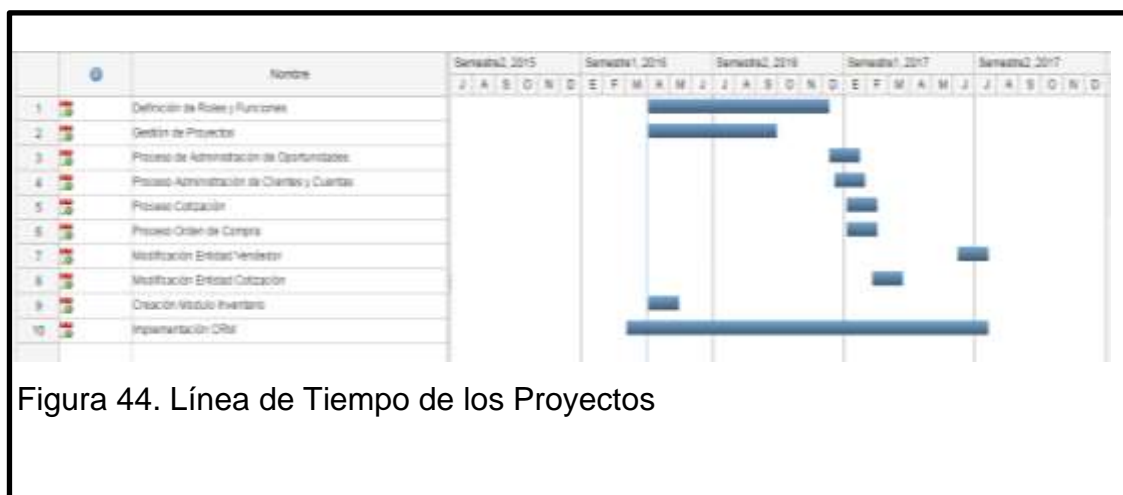 Semestre2, 2015 Semestre1, 2016 Semestre2, 2016 Semestre1, 2017 Semestre2, 2017
Nombre
J A S O N D E F M A M J J A S O N D E F M A M J J A S O N D
1 Definición de Roles y Funciones
2 Gestión de Proyectos
3 Proceso de Administración de Oportunidades
4 Proceso Administración de Clientes y Cuentas
5 Proceso Cotización
6 Proceso Orden de Compra
7 Modificación Entidad Vendedor
8 Modificación Entidad Cotización
9 Creación Modulo Inventario
10 Implementación CRM
Figura 44. Línea de Tiempo de los Proyectos